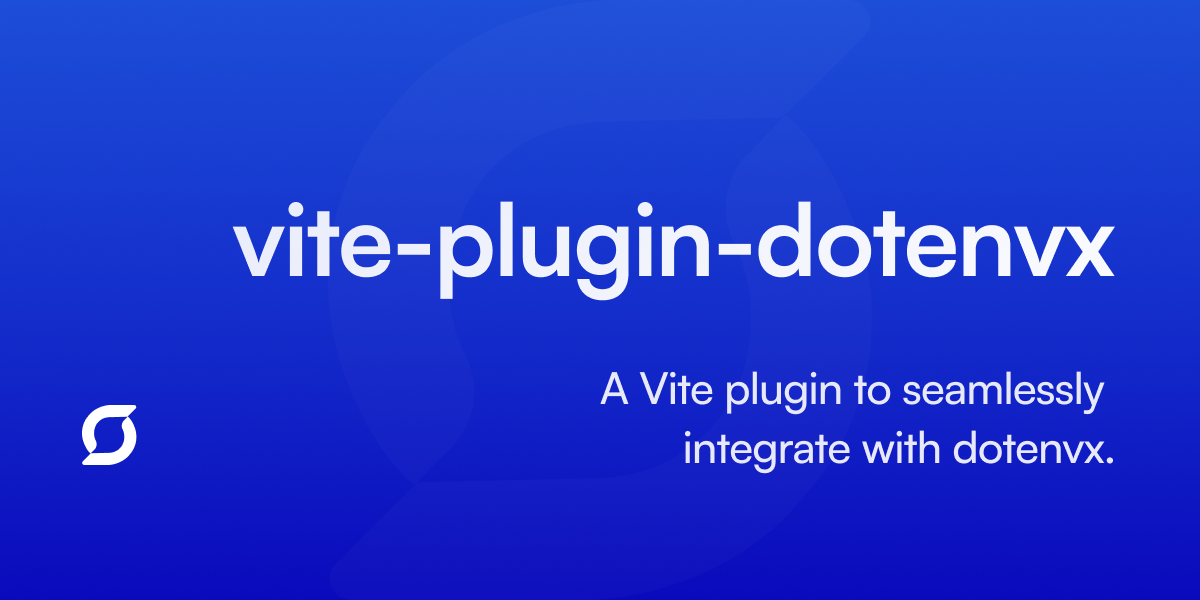 vite-plugin-dotenvx
A Vite plugin to seamlessly
integrate with dotenvx.